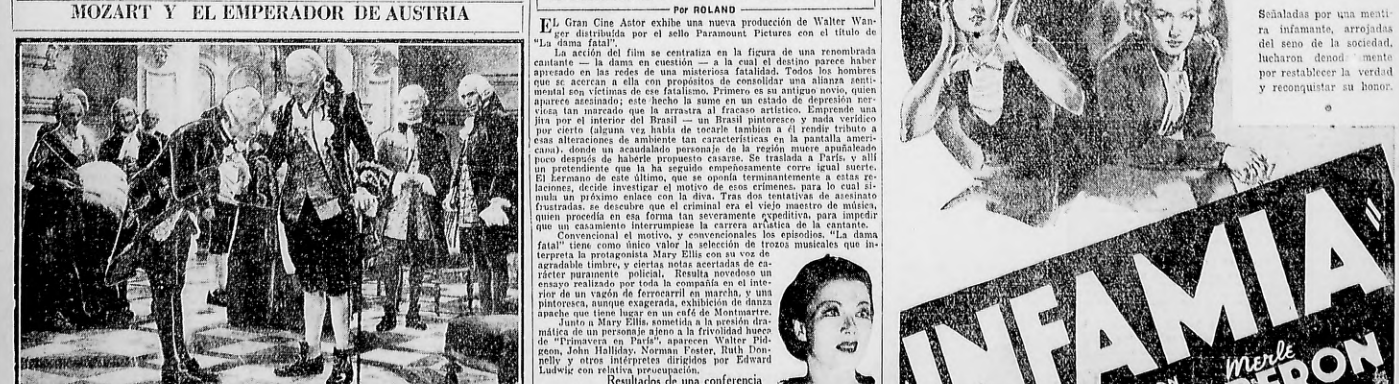 MOZART Y EL EMPERADOR DE AUSTRIA
Por ROLAND
EL Gran Cine Astor exhibe una nueva producción de Walter Wan-
ger distribuída por el sello Paramount Pictures con el título de
"La dama fatal".
La acción del film se centraliza en la figura de una renombrada
cantante — la dama en cuestión — a la cual el destino parece haber
apresado en las redes de una misteriosa fatalidad. Todos los hombres
que se acercan a ella con propósitos de consolidar una alianza senti-
mental son víctimas de ese fatalismo. Primero es su antiguo novio, quien
aparece asesinado; este hecho la sume en un estado de depresión ner-
viosa tan marcado que la arrastra al fracaso artístico. Emprende una
jira por el interior del Brasil — un Brasil pintoresco y nada verídico
por cierto (alguna vez había de tocarle tambien a él rendir tributo a
esas alteraciones de ambiente tan características en la pantalla ameri-
cana), donde un acaudalado personaje de la región muere apuñaleado
poco después de haberle propuesto casarse. Se traslada a París, y allí
un pretendiente que la ha seguido empeñosamente corre igual suerte.
El hermano de este último, que se oponía terminantemente a estas re-
laciones, decide investigar el motivo de esos crímenes, para lo cual si-
mula un próximo enlace con la diva. Tras dos tentativas de asesinato
frustradas, se descubre que el criminal era el viejo maestro de música,
quien procedía en esa forma tan severamente expeditiva, para impedir
que un casamiento interrumpiese la carrera artística de la cantante.
Convencional el motivo, y convencionales los episodios, "La dama
fatal" tiene como único valor la selección de trozos musicales que in-
terpreta la protagonista Mary Ellis con su voz de
agradable timbre, y ciertas notas acertadas de ca-
rácter puramente policial. Resulta novedoso un
ensayo realizado por toda la compañía en el inte-
rior de un vagón de ferrocarril en marcha, y una
pintoresca, aunque exagerada, exhibición de danza
apache que tiene lugar en un café de Montmartre.
Junto a Mary Ellis, sometida a la presión dra-
mática de un personaje ajeno a la frivolidad hueca
de "Primavera en París", aparecen Walter Pid-
geon, John Halliday, Norman Foster, Ruth Don-
nelly y otros intérpretes dirigidos por Edward
Ludwig con relativa preocupación.
Resultados de una conferencia
Señaladas por una menti-
ra infamante, arrojadas
del seno de la sociedad,
lucharon denodadamente
por restablecer la verdad
y reconquistar su honor.
INFAMIA"
Merle